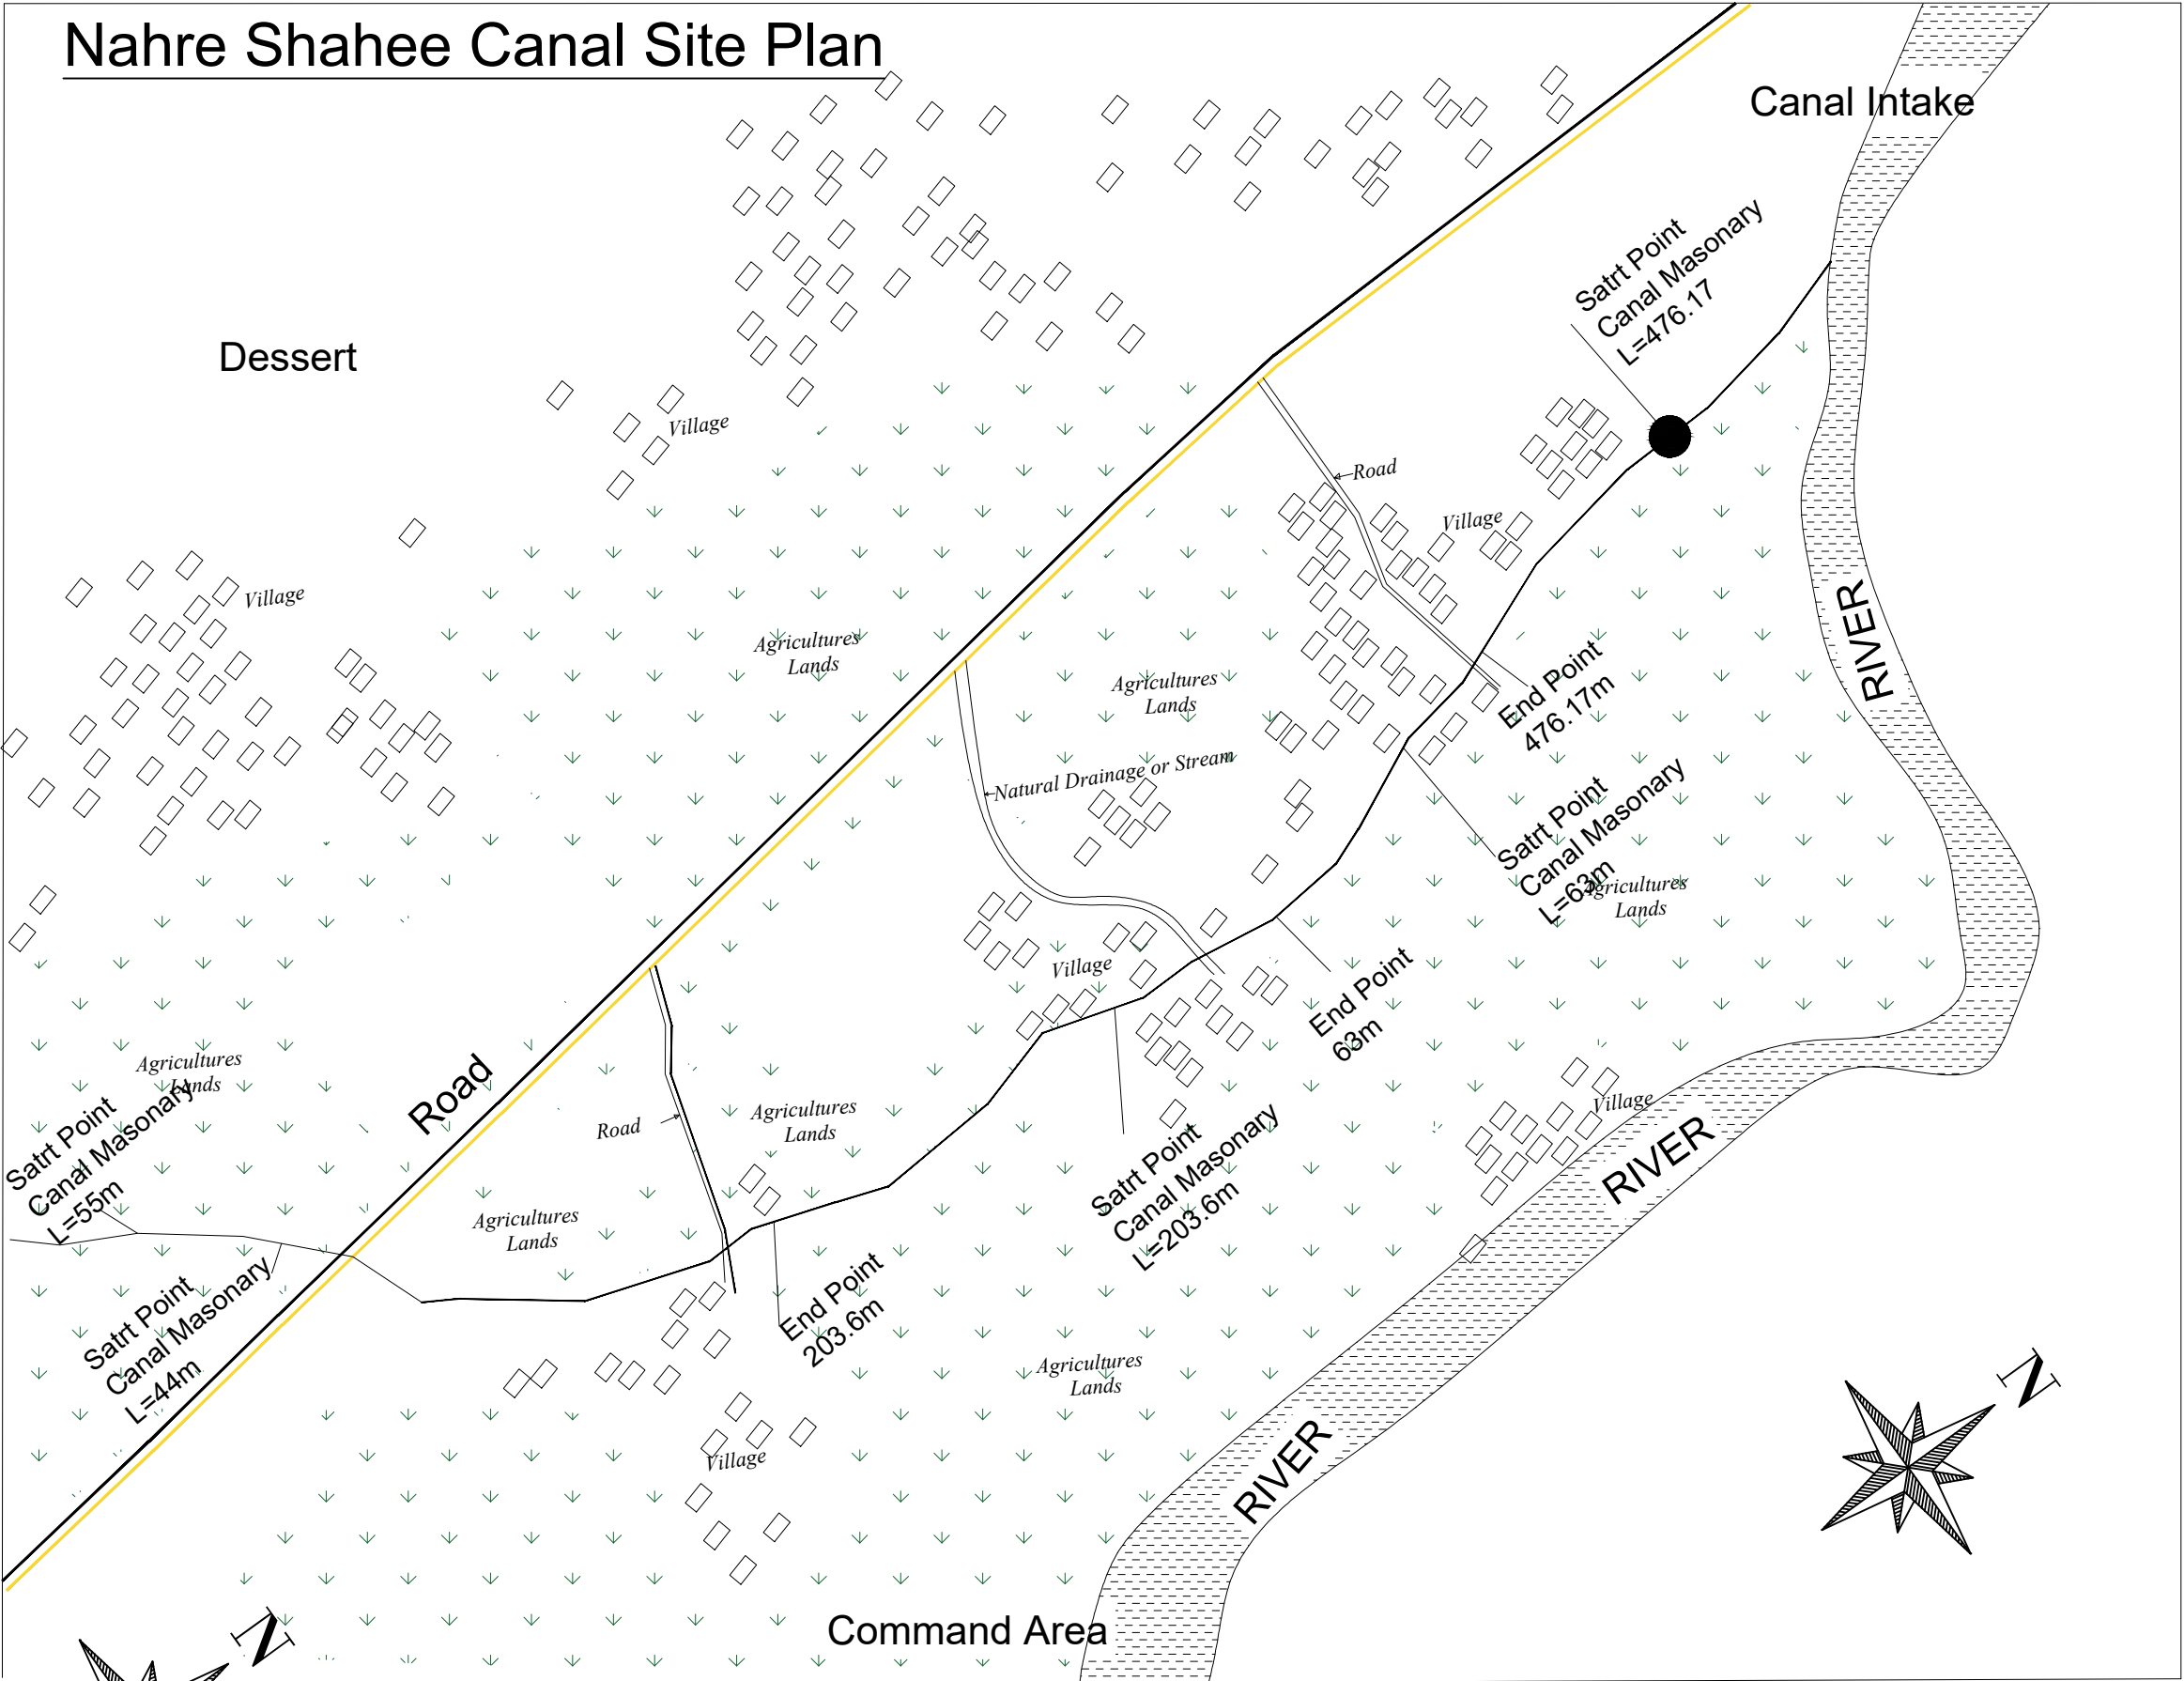 Nahre Shahee Canal Site Plan
Canal Intake
Satrt Point
Canal Masonary
L=476.17
Dessert
Village
Road
Village
Village
RIVER
Agricultures
Lands
Agricultures
Lands
End Point
476.17m
Natural Drainage or Stream
Satrt Point
Canal Masonary
L=63m
Agricultures
Lands
Village
End Point
63m
Agricultures
Lands
Road
Satrt Point
Canal Masonary
L=55m
Road
Agricultures
Lands
Village
RIVER
Satrt Point
Canal Masonary
L=203.6m
Agricultures
Lands
End Point
203.6m
Satrt Point
Canal Masonary
L=44m
Agricultures
Lands
N
Village
RIVER
Command Area
N